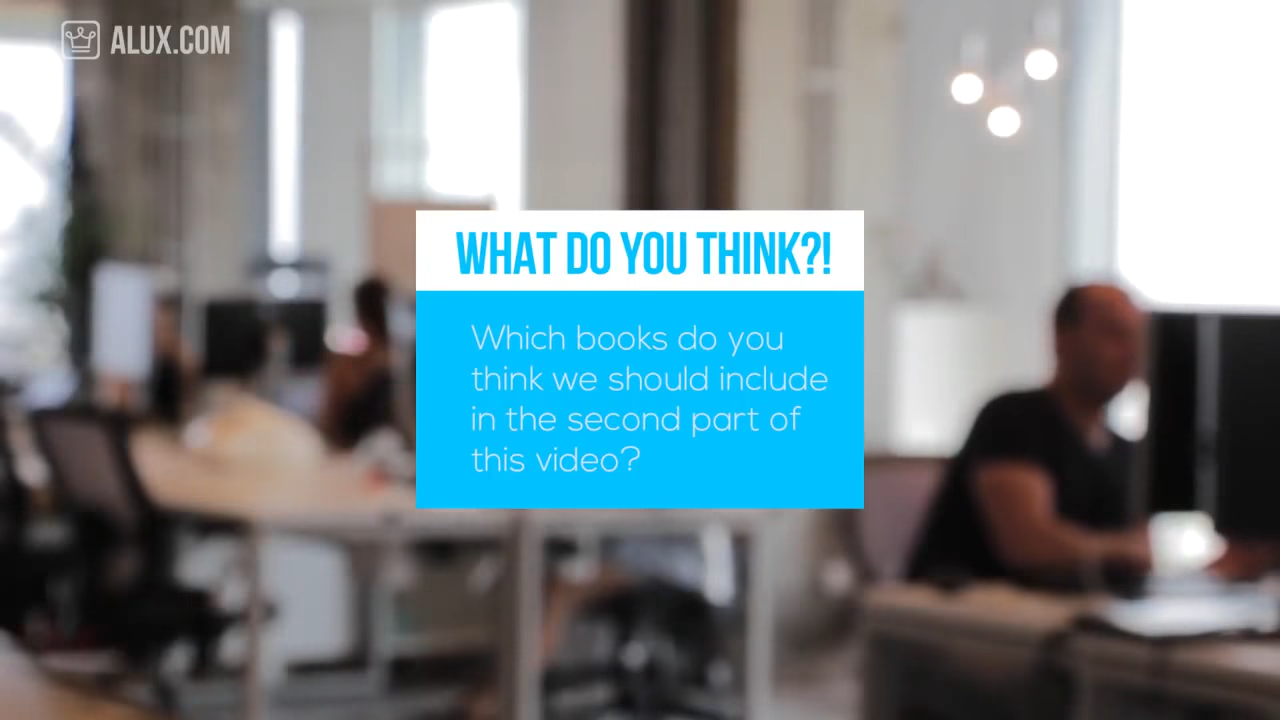 ALUX.COM
WHAT DO YOU THINK?!
Which books do you
think we should include
in the second part of
this video?